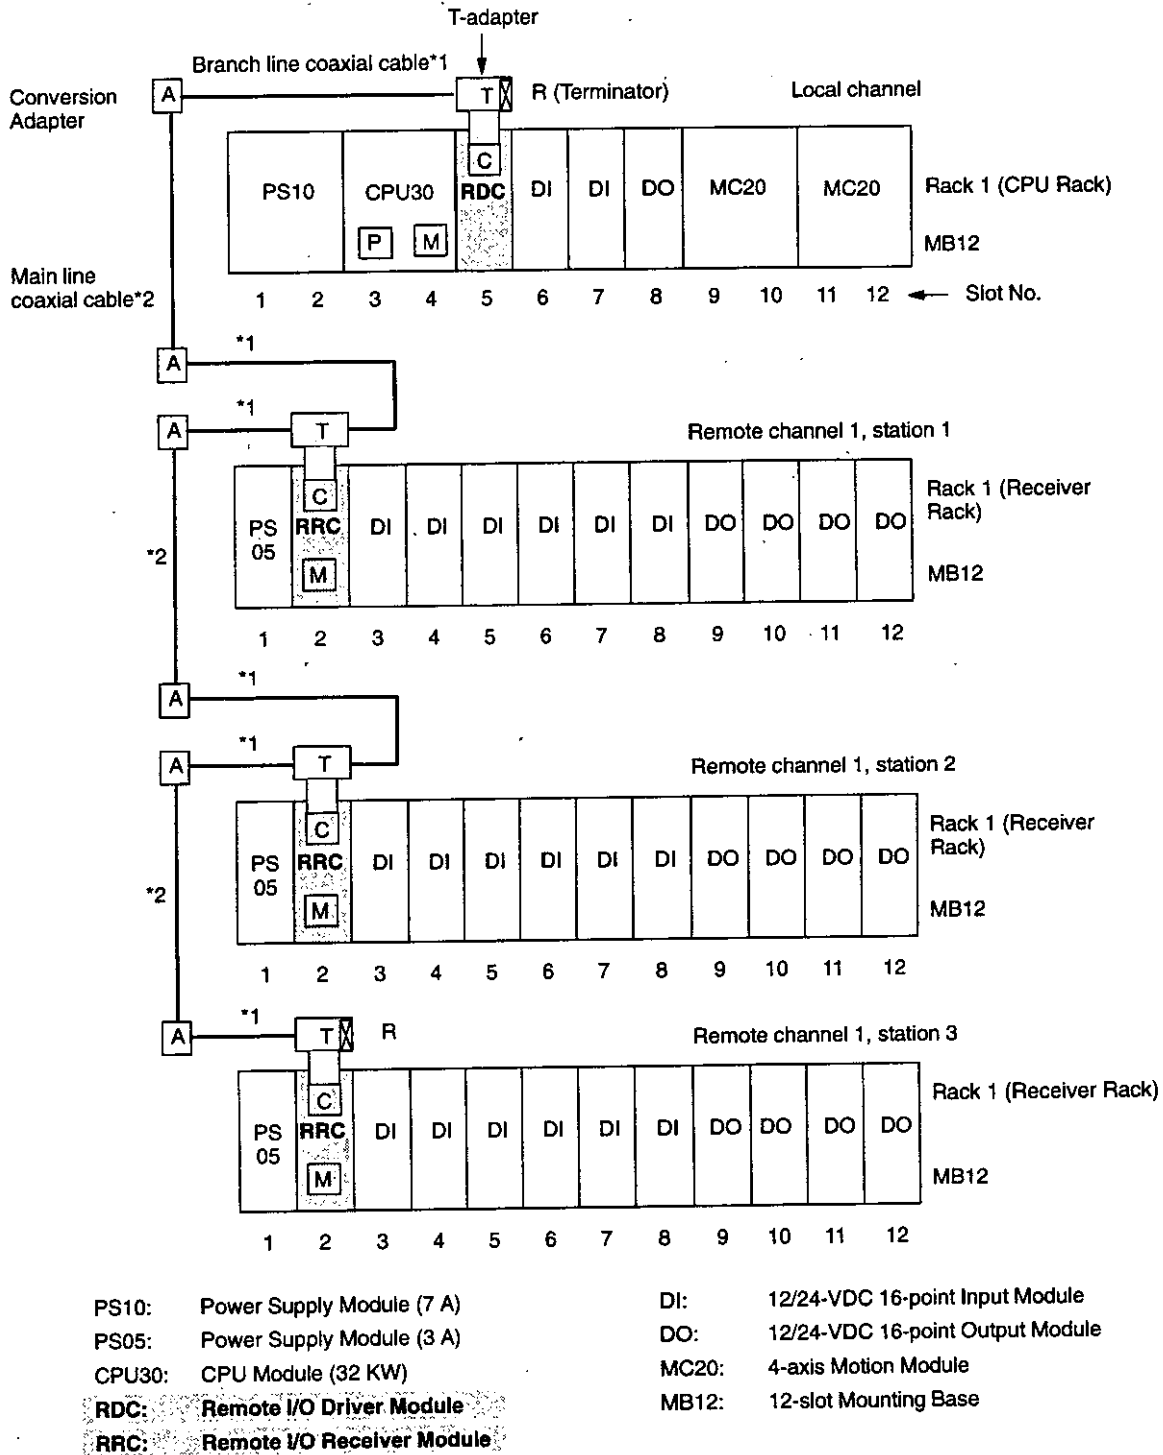 T-adapter
Branch line coaxial cable*1
Conversion
Adapter
A
T
R (Terminator)
Local channel
C
PS10
CPU30
RDC
DI
DI
DO
MC20
MC20
Rack 1 (CPU Rack)
P
M
MB12
Main line
coaxial cable*2
1 2 3 4 5 6 7 8 9 10 11 12
Slot No.
*1
A
*1
A
T
Remote channel 1, station 1
C
Rack 1 (Receiver
Rack)
PS
05
RRC
DI DI DI DI DI DI DO DO DO DO
*2
M
MB12
1 2 3 4 5 6 7 8 9 10 11 12
*1
A
*1
A
T
Remote channel 1, station 2
C
Rack 1 (Receiver
Rack)
PS
05
RRC
DI DI DI DI DI DI DO DO DO DO
*2
M
MB12
1 2 3 4 5 6 7 8 9 10 11 12
*1
A
T
R
Remote channel 1, station 3
C
Rack 1 (Receiver Rack)
PS
05
RRC
DI DI DI DI DI DI DO DO DO DO
M
MB12
1 2 3 4 5 6 7 8 9 10 11 12
PS10: Power Supply Module (7 A)
PS05: Power Supply Module (3 A)
CPU30: CPU Module (32 KW)
RDC: Remote I/O Driver Module
RRC: Remote I/O Receiver Module
DI: 12/24-VDC 16-point Input Module
DO: 12/24-VDC 16-point Output Module
MC20: 4-axis Motion Module
MB12: 12-slot Mounting Base